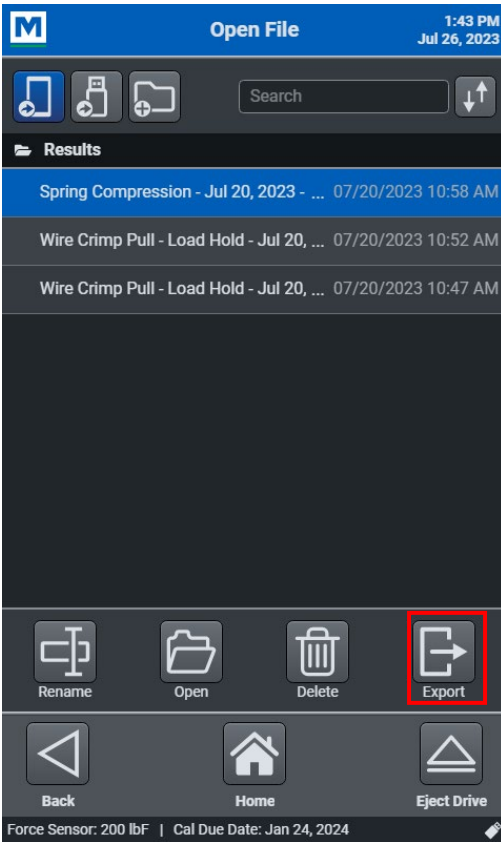 M
Open File
1:43 PM
Jul 26, 2023
Search
Results
Spring Compression - Jul 20, 2023 - ... 07/20/2023 10:58 AM
Wire Crimp Pull - Load Hold - Jul 20, ... 07/20/2023 10:52 AM
Wire Crimp Pull - Load Hold - Jul 20, ... 07/20/2023 10:47 AM
Rename Open Delete Export
Back Home Eject Drive
Force Sensor: 200 lbF | Cal Due Date: Jan 24, 2024